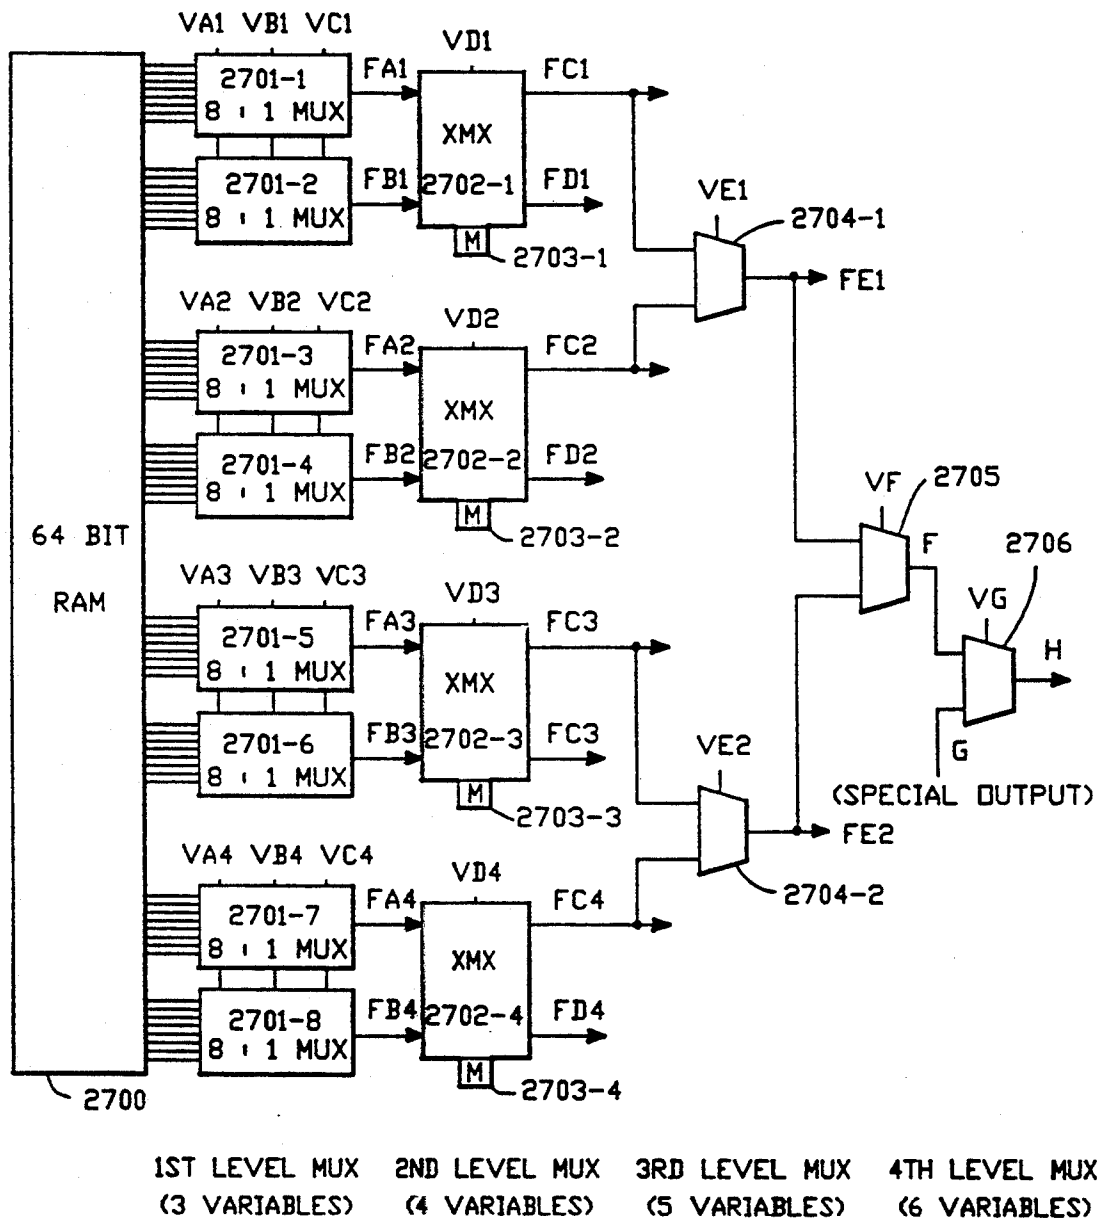 VA1 VB1 VC1
2701-1
8 : 1 MUX
FA1
VD1
FC1
XMX
2702-1
2701-2
8 : 1 MUX
FB1
FD1
M
2703-1
VE1
2704-1
FE1
VA2 VB2 VC2
2701-3
8 : 1 MUX
FA2
VD2
FC2
XMX
2702-2
2701-4
8 : 1 MUX
FB2
FD2
M
2703-2
64 BIT
RAM
VF
2705
F
2706
VG
H
G
(SPECIAL OUTPUT)
VA3 VB3 VC3
2701-5
8 : 1 MUX
FA3
VD3
FC3
XMX
2702-3
2701-6
8 : 1 MUX
FB3
FC3
M
2703-3
VE2
FE2
2704-2
VA4 VB4 VC4
2701-7
8 : 1 MUX
FA4
VD4
FC4
XMX
2702-4
2701-8
8 : 1 MUX
FB4
FD4
M
2703-4
2700
1ST LEVEL MUX 2ND LEVEL MUX 3RD LEVEL MUX 4TH LEVEL MUX
(3 VARIABLES) (4 VARIABLES) (5 VARIABLES) (6 VARIABLES)